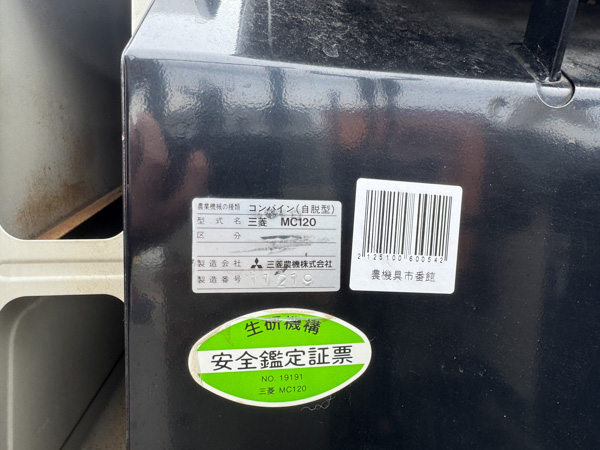 農業機械の種類 コンバイン(自脱型)
型式名 三菱 MC120
区分
製造会社 三菱農機株式会社
製造番号
2125100600542
農機具市番館
生研機構
安全鑑定証票
NO. 19191
三菱 MC120